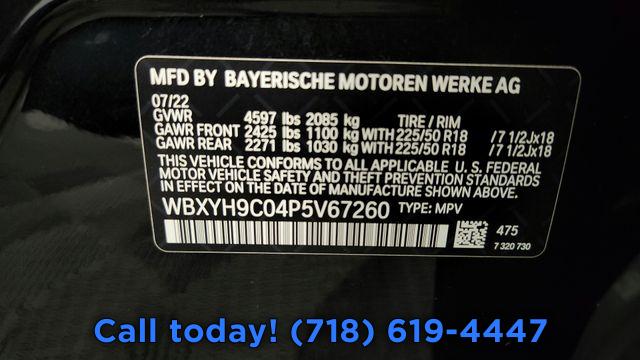 MFD BY BAYERISCHE MOTOREN WERKE AG
07/22
GVWR 4597 lbs 2085 kg TIRE / RIM
GAWR FRONT 2425 lbs 1100 kg WITH 225/50 R18 /7 1/2Jx18
GAWR REAR 2271 lbs 1030 kg WITH 225/50 R18 /7 1/2Jx18
THIS VEHICLE CONFORMS TO ALL APPLICABLE U. S. FEDERAL
MOTOR VEHICLE SAFETY, BUMPER, AND THEFT PREVENTION
STANDARDS IN EFFECT ON THE DATE OF MANUFACTURE SHOWN ABOVE.
WBXYH9C04P5V67260 TYPE: MPV
475
7 320 730
Call today! (718) 619-4447